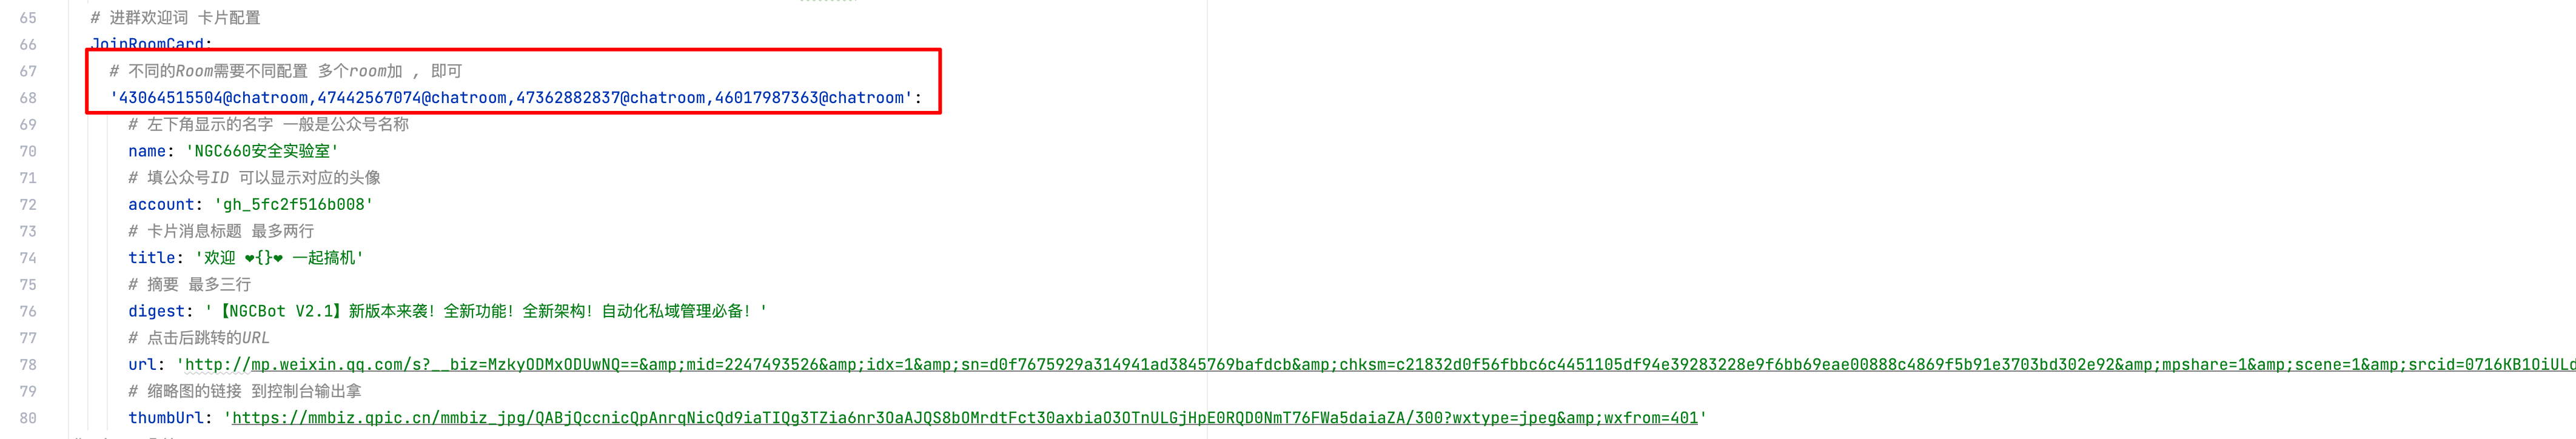 65 # 进群欢迎词 卡片配置
66 JoinRoomCard:
67 # 不同的Room需要不同配置 多个room加 , 即可
68 '43064515504@chatroom,47442567074@chatroom,47362882837@chatroom,46017987363@chatroom':
69 # 左下角显示的名字 一般是公众号名称
70 name: 'NGC660安全实验室'
71 # 填公众号ID 可以显示对应的头像
72 account: 'gh_5fc2f516b008'
73 # 卡片消息标题 最多两行
74 title: '欢迎 ❤{}❤ 一起搞机'
75 # 摘要 最多三行
76 digest: '【NGCBot V2.1】新版本来袭！全新功能！全新架构！自动化私域管理必备！'
77 # 点击后跳转的URL
78 url: 'http://mp.weixin.qq.com/s?__biz=MzkyODMxODUwNQ==&amp;mid=2247493526&amp;idx=1&amp;sn=d0f7675929a314941ad3845769bafdcb&amp;chksm=c21832d0f56fbbc6c4451105df94e39283228e9f6bb69eae00888c4869f5b91e3703bd302e92&amp;mpshare=1&amp;scene=1&amp;srcid=0716KB1OiULd
79 # 缩略图的链接 到控制台输出拿
80 thumbUrl: 'https://mmbiz.qpic.cn/mmbiz_jpg/QABjQccnicQpAnrqNicQd9iaTIQg3TZia6nr3OaAJQS8bOMrdtFct30axbiaO3OTnULGjHpE0RQD0NmT76FWa5daiaZA/300?wxtype=jpeg&amp;wxfrom=401'